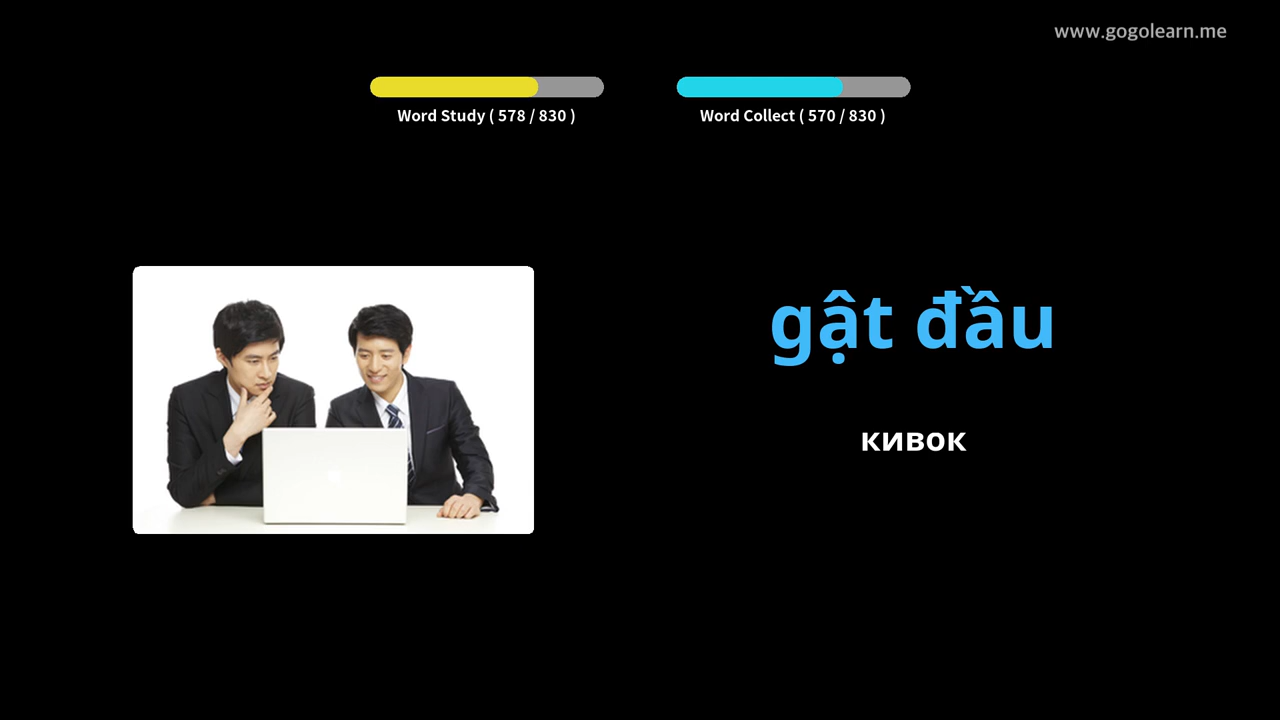 www.gogolearn.me
Word Study ( 578 / 830 )
Word Collect ( 570 / 830 )
gật đầu
кивок